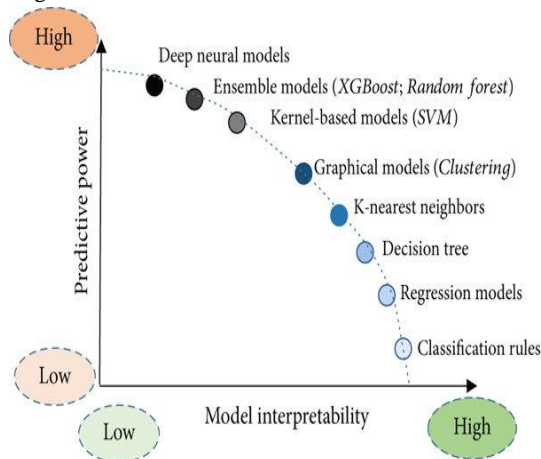 High
Deep neural models
Ensemble models (XGBoost; Random forest)
Kernel-based models (SVM)
Graphical models (Clustering)
K-nearest neighbors
Decision tree
Regression models
Classification rules
Predictive power
Low
Model interpretability
Low
High